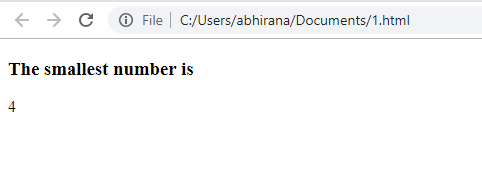 File C:/Users/abhirana/Documents/1.html
The smallest number is
4